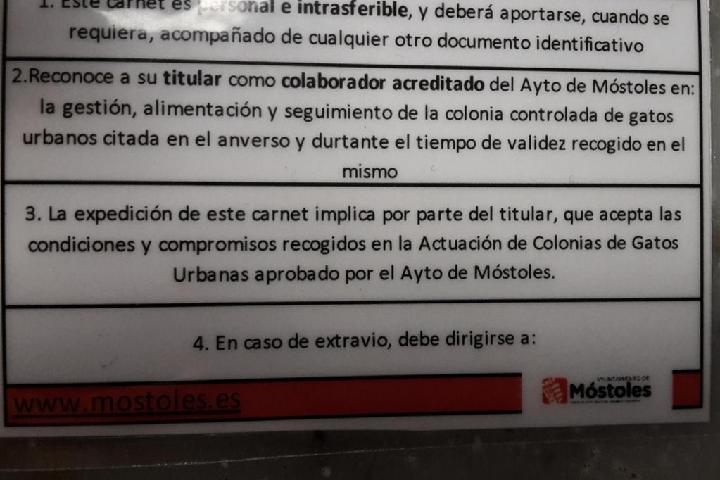 1. Este carnet es personal e intrasferible, y deberá aportarse, cuando se
requiera, acompañado de cualquier otro documento identificativo
2.Reconoce a su titular como colaborador acreditado del Ayto de Móstoles en:
la gestión, alimentación y seguimiento de la colonia controlada de gatos
urbanos citada en el anverso y durtante el tiempo de validez recogido en el
mismo
3. La expedición de este carnet implica por parte del titular, que acepta las
condiciones y compromisos recogidos en la Actuación de Colonias de Gatos
Urbanas aprobado por el Ayto de Móstoles.
4. En caso de extravio, debe dirigirse a:
www.mostoles.es
AYUNTAMIENTO DE
Móstoles